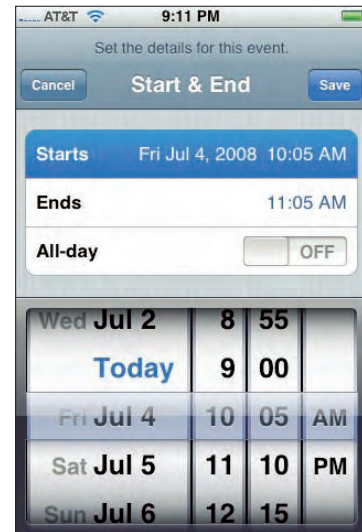 AT&T 9:11 PM
Set the details for this event.
Cancel Start & End Save
Starts Fri Jul 4, 2008 10:05 AM
Ends 11:05 AM
All-day OFF
Wed Jul 2 8 55
Today 9 00
Fri Jul 4 10 05 AM
Sat Jul 5 11 10 PM
Sun Jul 6 12 15